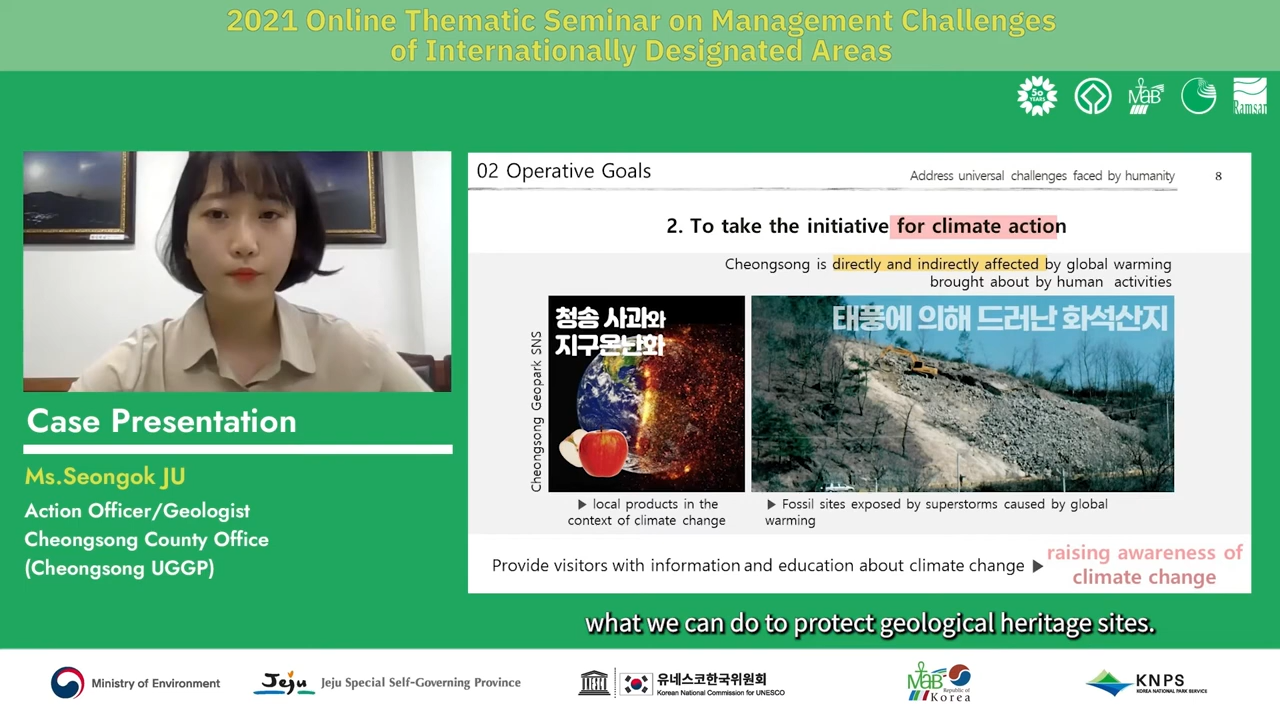 2021 Online Thematic Seminar on Management Challenges
of Internationally Designated Areas
50
YEARS
MaB
Ramsar
02 Operative Goals
Address universal challenges faced by humanity
8
2. To take the initiative for climate action
Cheongsong is directly and indirectly affected by global warming
brought about by human activities
Cheongsong Geopark SNS
청송 사과와
지구온난화
태풍에 의해 드러난 화석산지
▶ local products in the
context of climate change
▶ Fossil sites exposed by superstorms caused by global
warming
Provide visitors with information and education about climate change ▶
raising awareness of
climate change
Case Presentation
Ms.Seongok JU
Action Officer/Geologist
Cheongsong County Office
(Cheongsong UGGP)
what we can do to protect geological heritage sites.
Ministry of Environment
Jeju
Jeju Special Self-Governing Province
유네스코한국위원회
Korean National Commission for UNESCO
MaB
Republic of
Korea
KNPS
KOREA NATIONAL PARK SERVICE